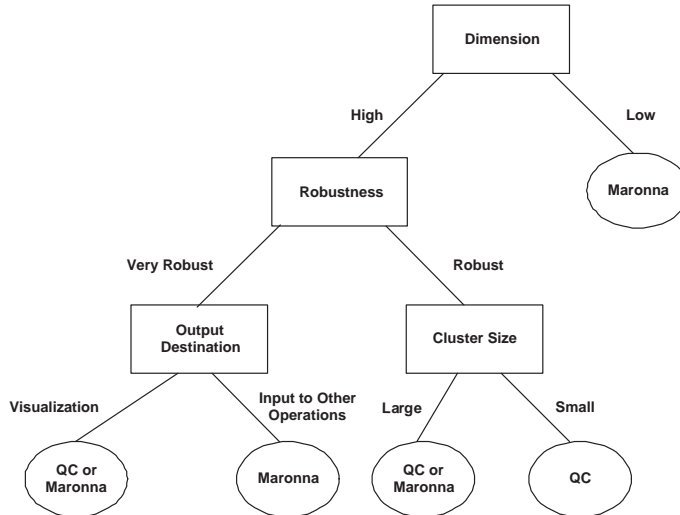 Dimension
High
Low
Robustness
Maronna
Very Robust
Robust
Output
Destination
Cluster Size
Visualization
Input to Other
Operations
Large
Small
QC or
Maronna
Maronna
QC or
Maronna
QC